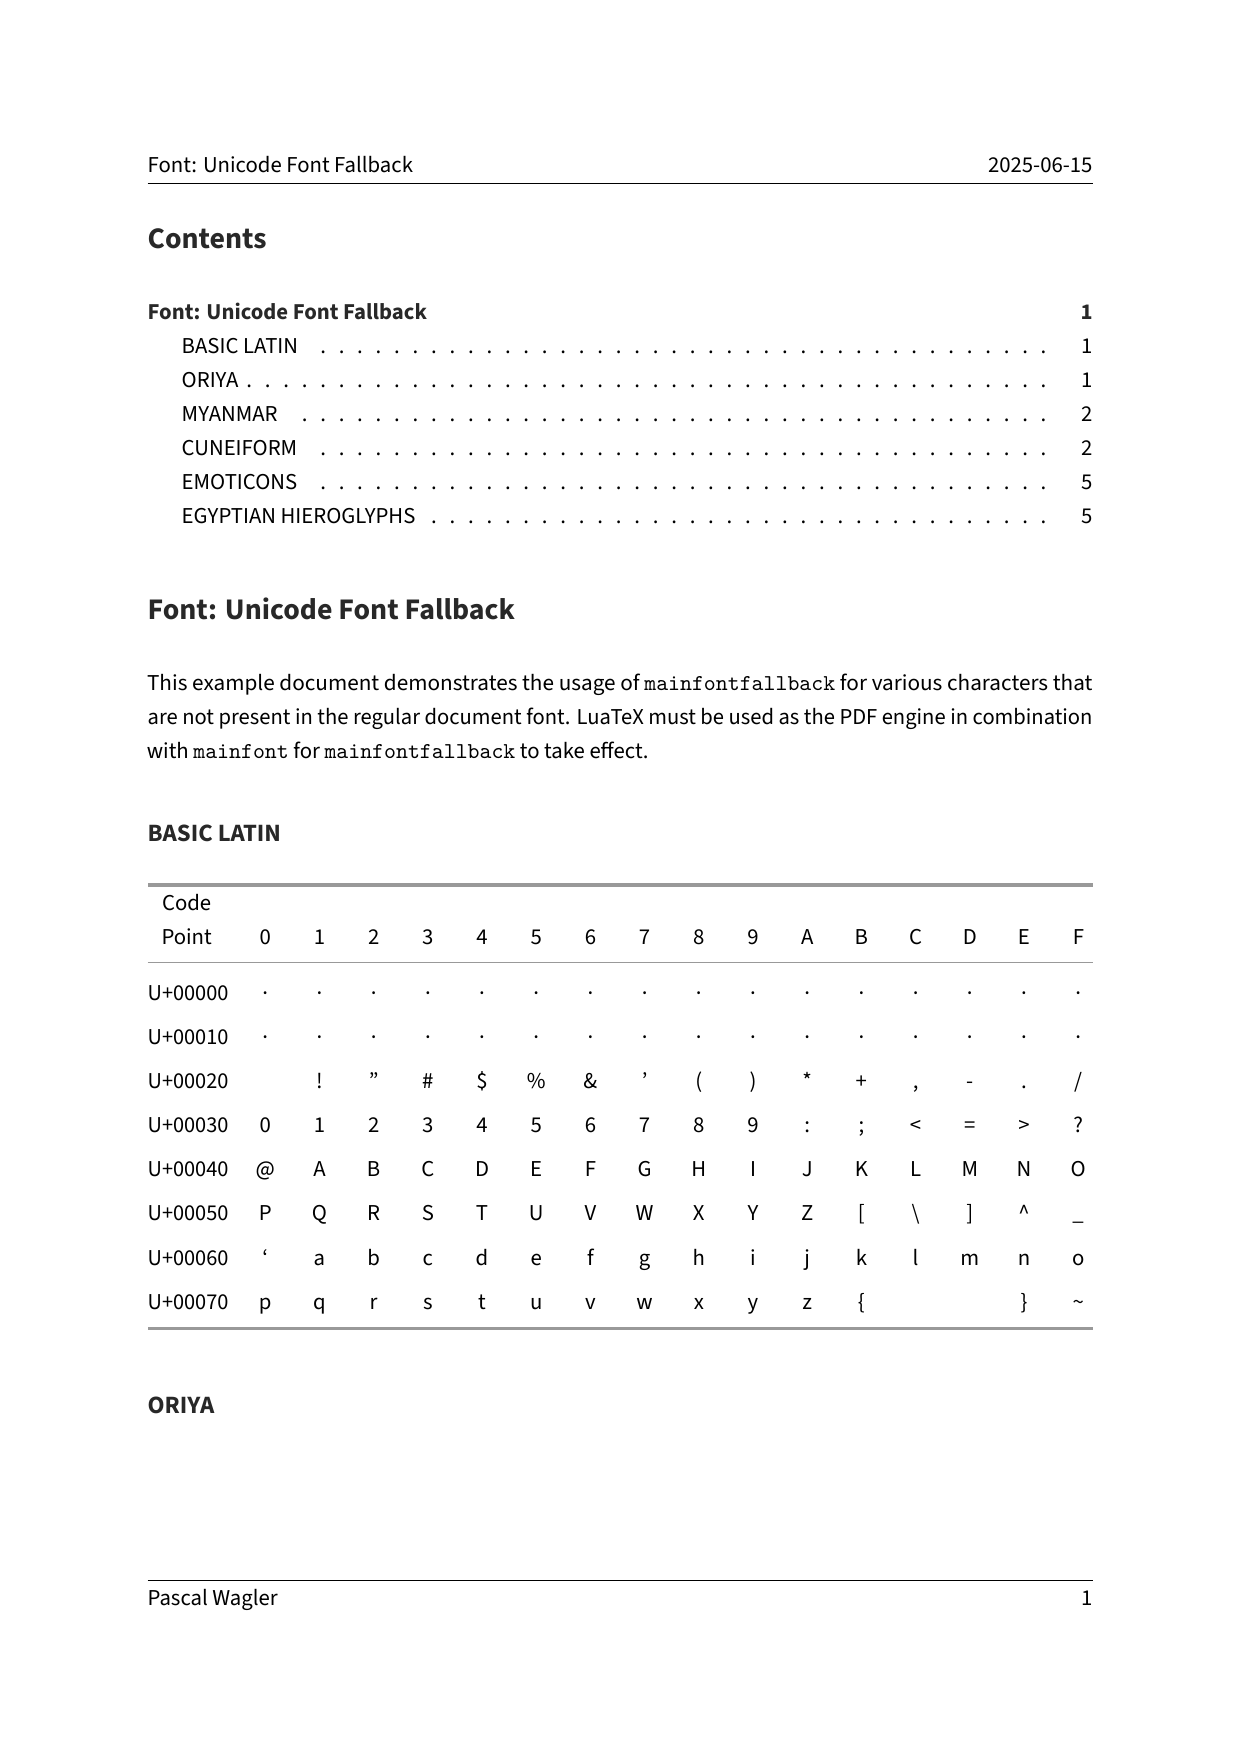 Font: Unicode Font Fallback 2025-06-15
Contents
Font: Unicode Font Fallback 1
BASIC LATIN . . . . . . . . . . . . . . . . . . . . . . . . . . . . . . . . . . . . . . . . 1
ORIYA . . . . . . . . . . . . . . . . . . . . . . . . . . . . . . . . . . . . . . . . . . . . 1
MYANMAR . . . . . . . . . . . . . . . . . . . . . . . . . . . . . . . . . . . . . . . . . 2
CUNEIFORM . . . . . . . . . . . . . . . . . . . . . . . . . . . . . . . . . . . . . . . . 2
EMOTICONS . . . . . . . . . . . . . . . . . . . . . . . . . . . . . . . . . . . . . . . . 5
EGYPTIAN HIEROGLYPHS . . . . . . . . . . . . . . . . . . . . . . . . . . . . . . . . . . 5
Font: Unicode Font Fallback
This example document demonstrates the usage of mainfontfallback for various characters that
are not present in the regular document font. LuaTeX must be used as the PDF engine in combination
with mainfont for mainfontfallback to take effect.
BASIC LATIN
Code
Point 0 1 2 3 4 5 6 7 8 9 A B C D E F
U+00000 · · · · · · · · · · · · · · · ·
U+00010 · · · · · · · · · · · · · · · ·
U+00020 ! ” # $ % & ’ ( ) * + , - . /
U+00030 0 1 2 3 4 5 6 7 8 9 : ; < = > ?
U+00040 @ A B C D E F G H I J K L M N O
U+00050 P Q R S T U V W X Y Z [ \ ] ^ _
U+00060 ‘ a b c d e f g h i j k l m n o
U+00070 p q r s t u v w x y z { } ~
ORIYA
Pascal Wagler 1